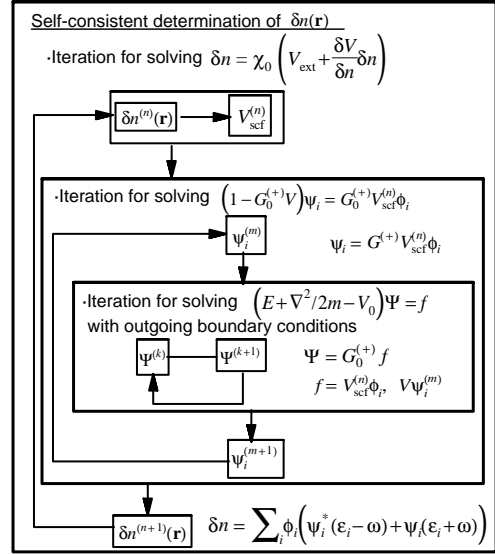 Self-consistent determination of δn(r)
·Iteration for solving δn = χ₀ ( V_ext + δV/δn δn )
δn⁽ⁿ⁾(r) V_scf⁽ⁿ⁾
·Iteration for solving (1 − G₀⁽⁺⁾V)ψᵢ = G₀⁽⁺⁾V_scf⁽ⁿ⁾ϕᵢ
ψᵢ⁽ᵐ⁾ ψᵢ = G⁽⁺⁾V_scf⁽ⁿ⁾ϕᵢ
·Iteration for solving (E + ∇²/2m − V₀)Ψ = f
with outgoing boundary conditions
Ψ⁽ᵏ⁾ Ψ⁽ᵏ⁺¹⁾ Ψ = G₀⁽⁺⁾ f
f = V_scf⁽ⁿ⁾ϕᵢ, Vψᵢ⁽ᵐ⁾
ψᵢ⁽ᵐ⁺¹⁾
δn⁽ⁿ⁺¹⁾(r) δn = ∑ᵢ ϕᵢ(ψᵢ*(εᵢ − ω) + ψᵢ(εᵢ + ω))